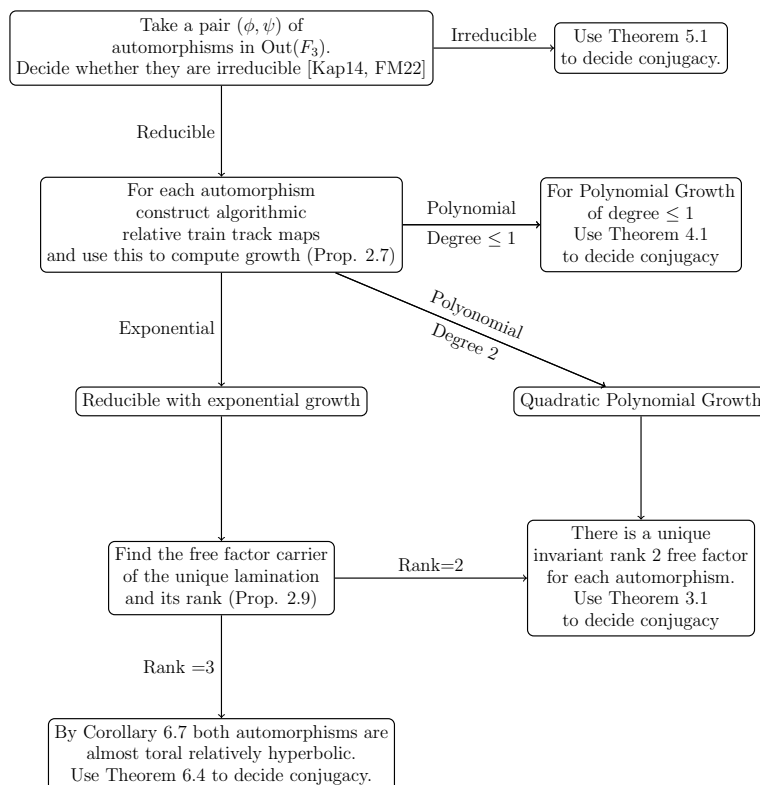 Take a pair (ϕ, ψ) of
automorphisms in Out(F₃).
Decide whether they are irreducible [Kap14, FM22]
Irreducible
Use Theorem 5.1
to decide conjugacy.
Reducible
For each automorphism
construct algorithmic
relative train track maps
and use this to compute growth (Prop. 2.7)
Polynomial
Degree ≤ 1
For Polynomial Growth
of degree ≤ 1
Use Theorem 4.1
to decide conjugacy
Exponential
Polyonomial
Degree 2
Reducible with exponential growth
Quadratic Polynomial Growth
Find the free factor carrier
of the unique lamination
and its rank (Prop. 2.9)
Rank=2
There is a unique
invariant rank 2 free factor
for each automorphism.
Use Theorem 3.1
to decide conjugacy
Rank =3
By Corollary 6.7 both automorphisms are
almost toral relatively hyperbolic.
Use Theorem 6.4 to decide conjugacy.